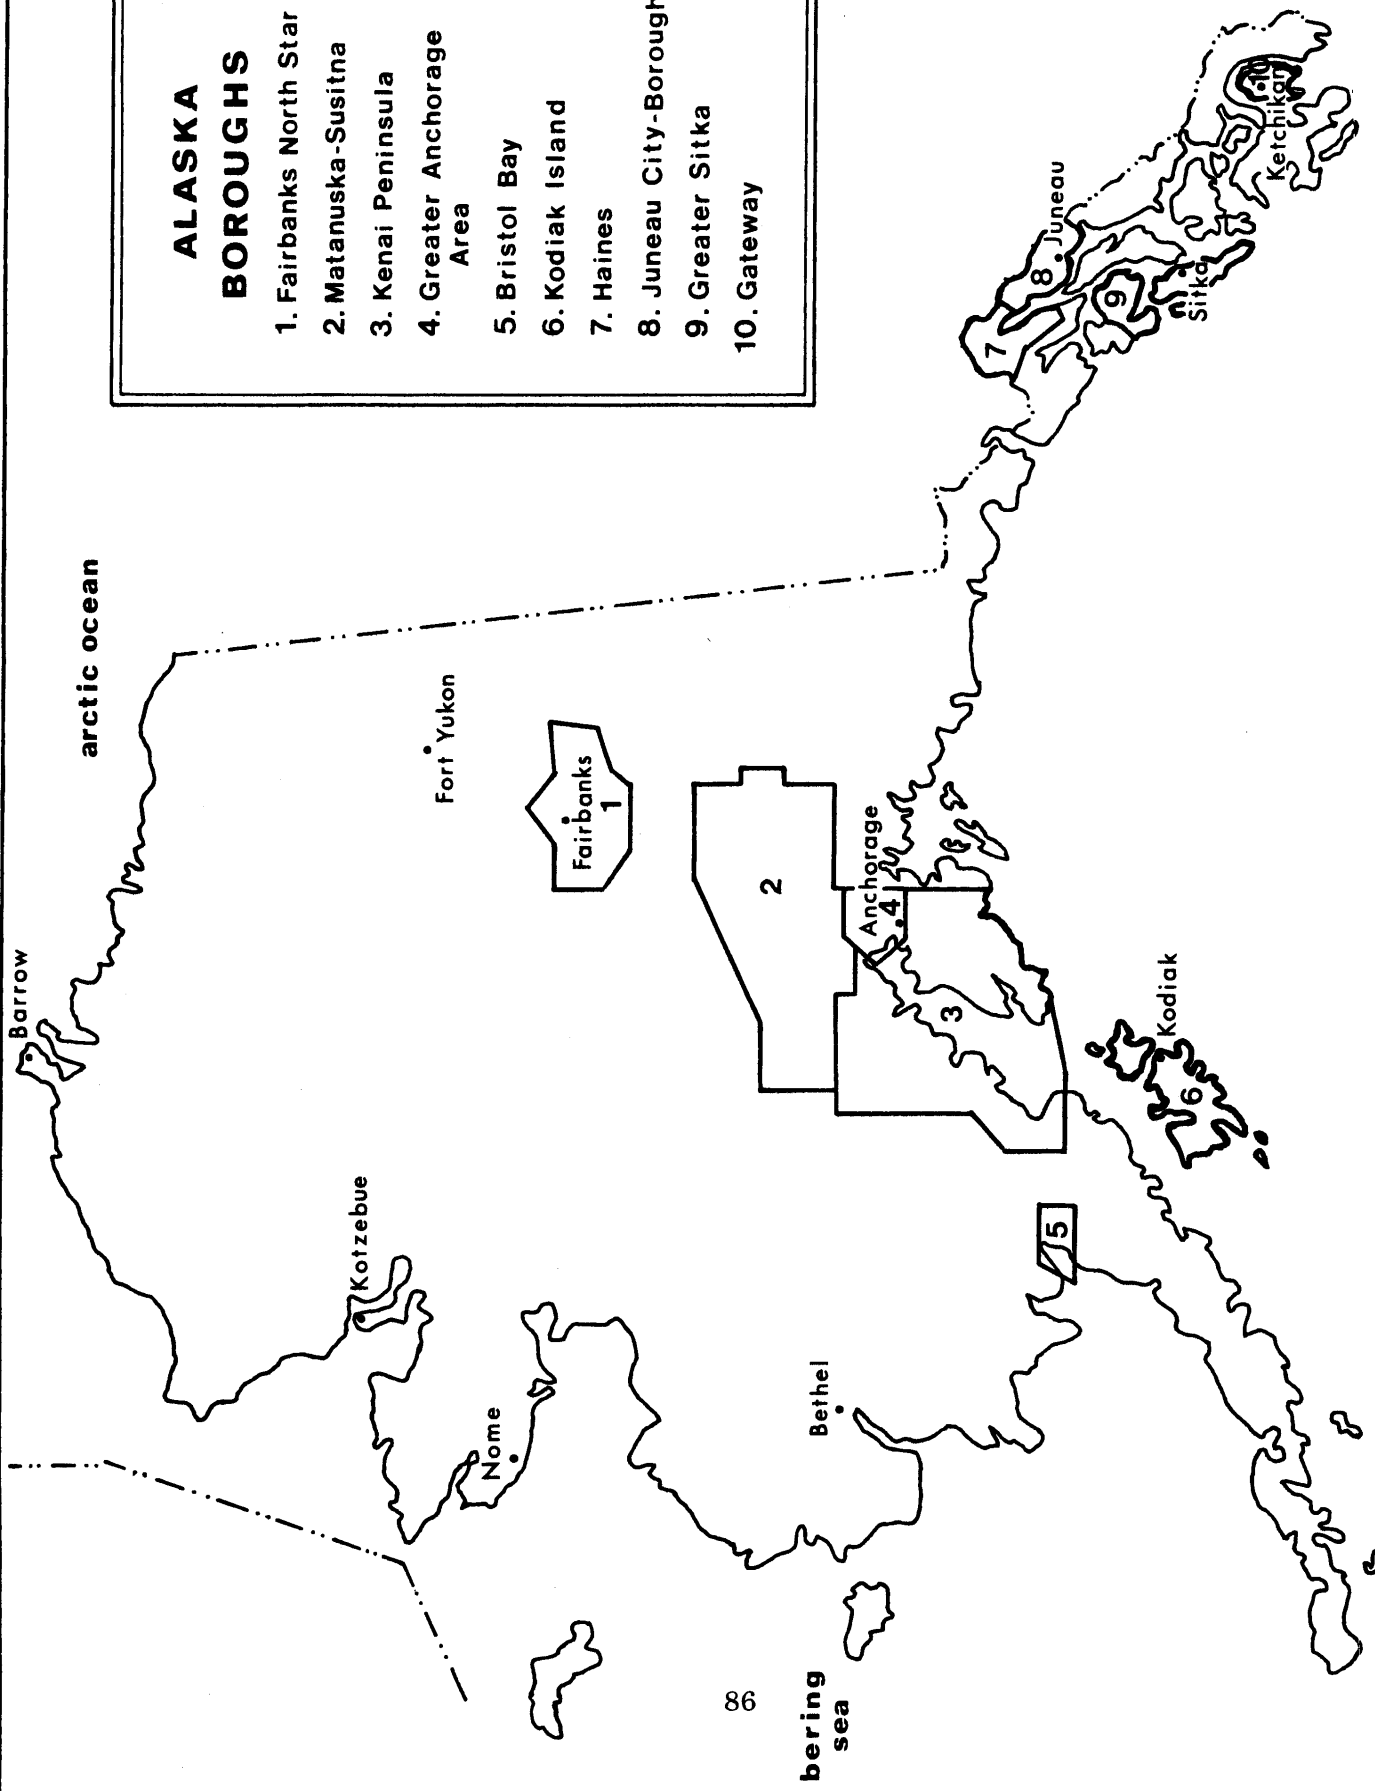 ALASKA
BOROUGHS
1. Fairbanks North Star
2. Matanuska-Susitna
3. Kenai Peninsula
4. Greater Anchorage
Area
5. Bristol Bay
6. Kodiak Island
7. Haines
8. Juneau City-Borough
9. Greater Sitka
10. Gateway
arctic ocean
Barrow
Kotzebue
Fort Yukon
Nome
Fairbanks
1
2
Bethel
Anchorage
4
3
5
Kodiak
6
7
8
Juneau
9
Sitka
10
Ketchikan
bering
sea
86